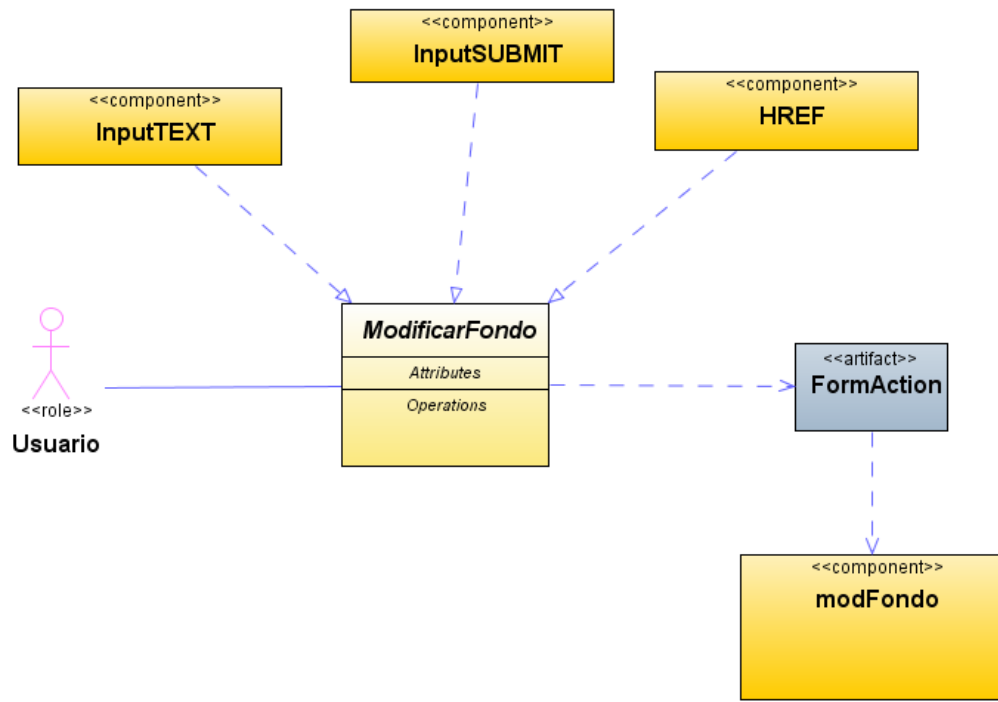 <<component>>
InputSUBMIT
<<component>>
InputTEXT
<<component>>
HREF
ModificarFondo
Attributes
Operations
<<role>>
Usuario
<<artifact>>
FormAction
<<component>>
modFondo